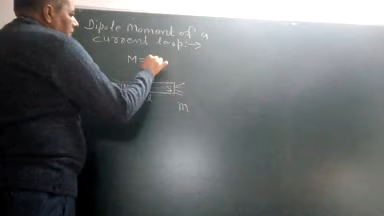 Dipole Moment of a
current loop:→
M=
m